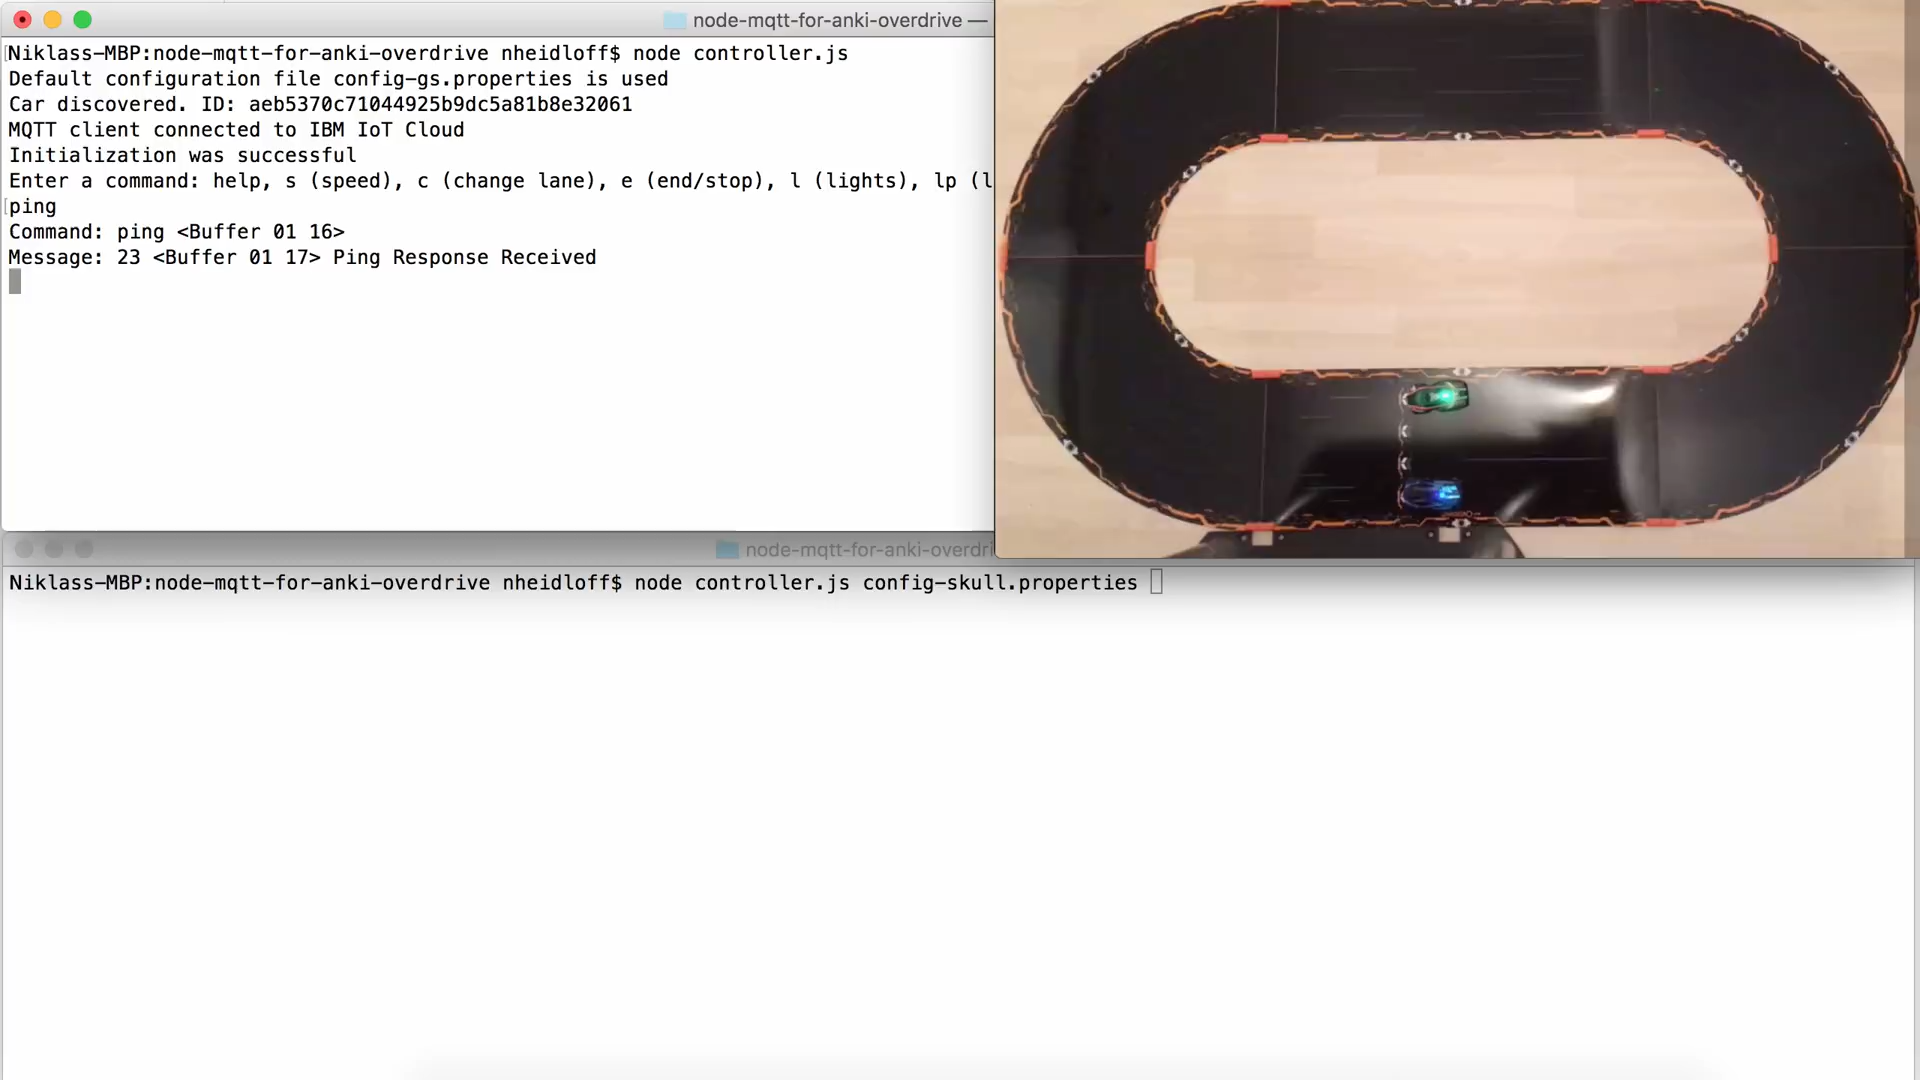 node-mqtt-for-anki-overdrive —
Niklass-MBP:node-mqtt-for-anki-overdrive nheidloff$ node controller.js
Default configuration file config-gs.properties is used
Car discovered. ID: aeb5370c71044925b9dc5a81b8e32061
MQTT client connected to IBM IoT Cloud
Initialization was successful
Enter a command: help, s (speed), c (change lane), e (end/stop), l (lights), lp (l
ping
Command: ping <Buffer 01 16>
Message: 23 <Buffer 01 17> Ping Response Received
node-mqtt-for-anki-overdri
Niklass-MBP:node-mqtt-for-anki-overdrive nheidloff$ node controller.js config-skull.properties